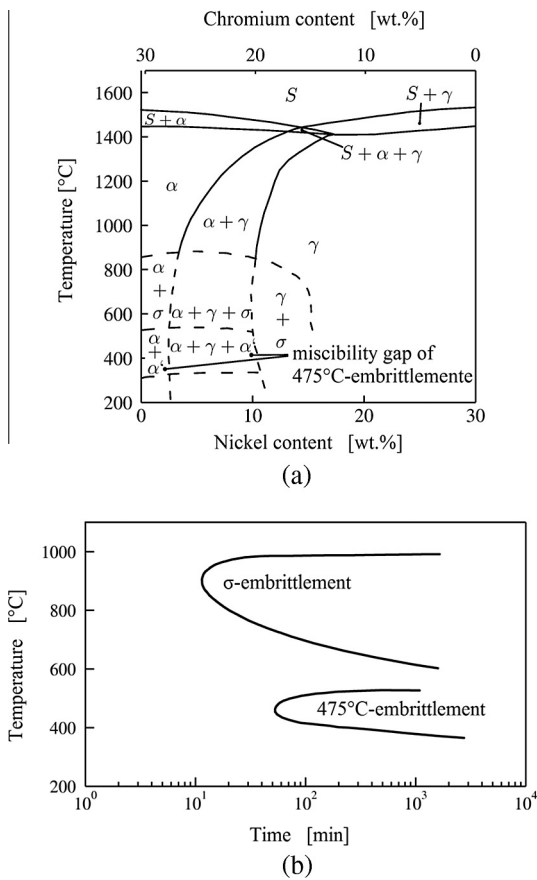 Chromium content [wt.%]
30 20 10 0
1600
1400
1200
1000
800
600
400
200
Temperature [°C]
S
S + γ
S + α
S + α + γ
α
α + γ
γ
α
+
σ
α + γ + σ
γ
+
σ
α
+
α‘
α + γ + α‘
miscibility gap of
475°C-embrittlemente
0 10 20 30
Nickel content [wt.%]
(a)
1000
800
600
400
200
Temperature [°C]
σ-embrittlement
475°C-embrittlement
10⁰ 10¹ 10² 10³ 10⁴
Time [min]
(b)